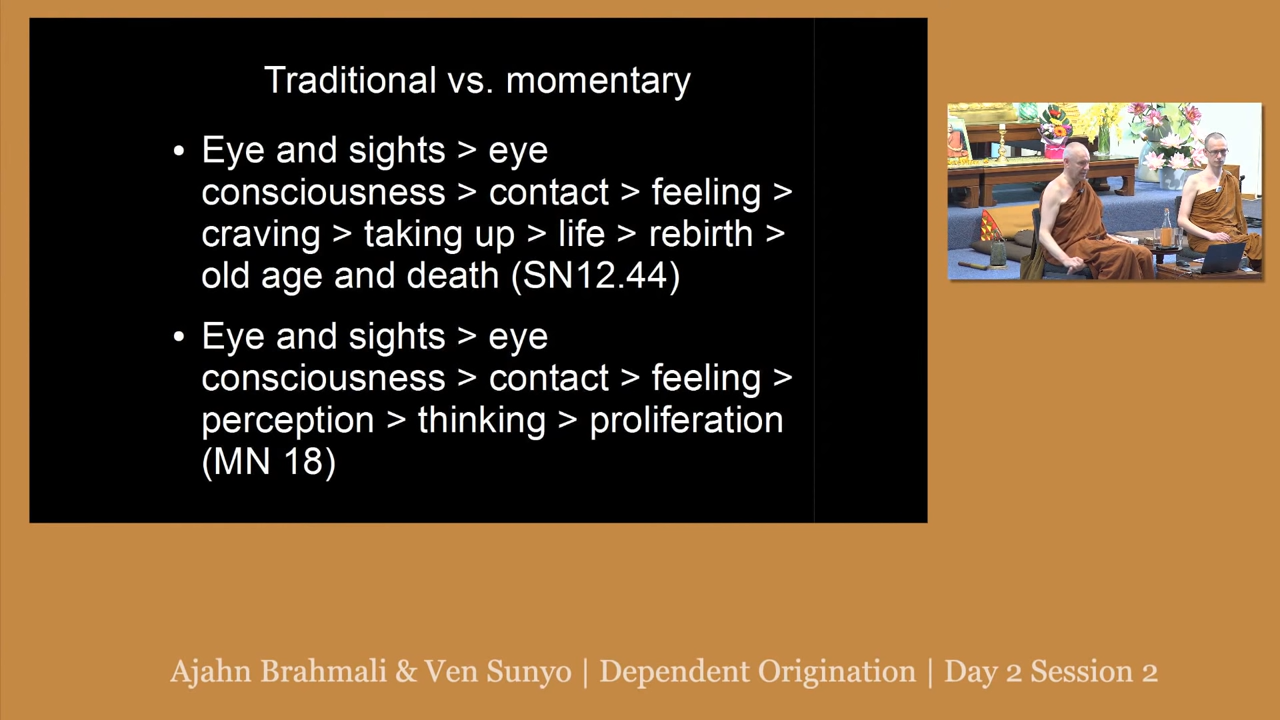 Traditional vs. momentary
• Eye and sights > eye
consciousness > contact > feeling >
craving > taking up > life > rebirth >
old age and death (SN12.44)
• Eye and sights > eye
consciousness > contact > feeling >
perception > thinking > proliferation
(MN 18)
Ajahn Brahmali & Ven Sunyo | Dependent Origination | Day 2 Session 2